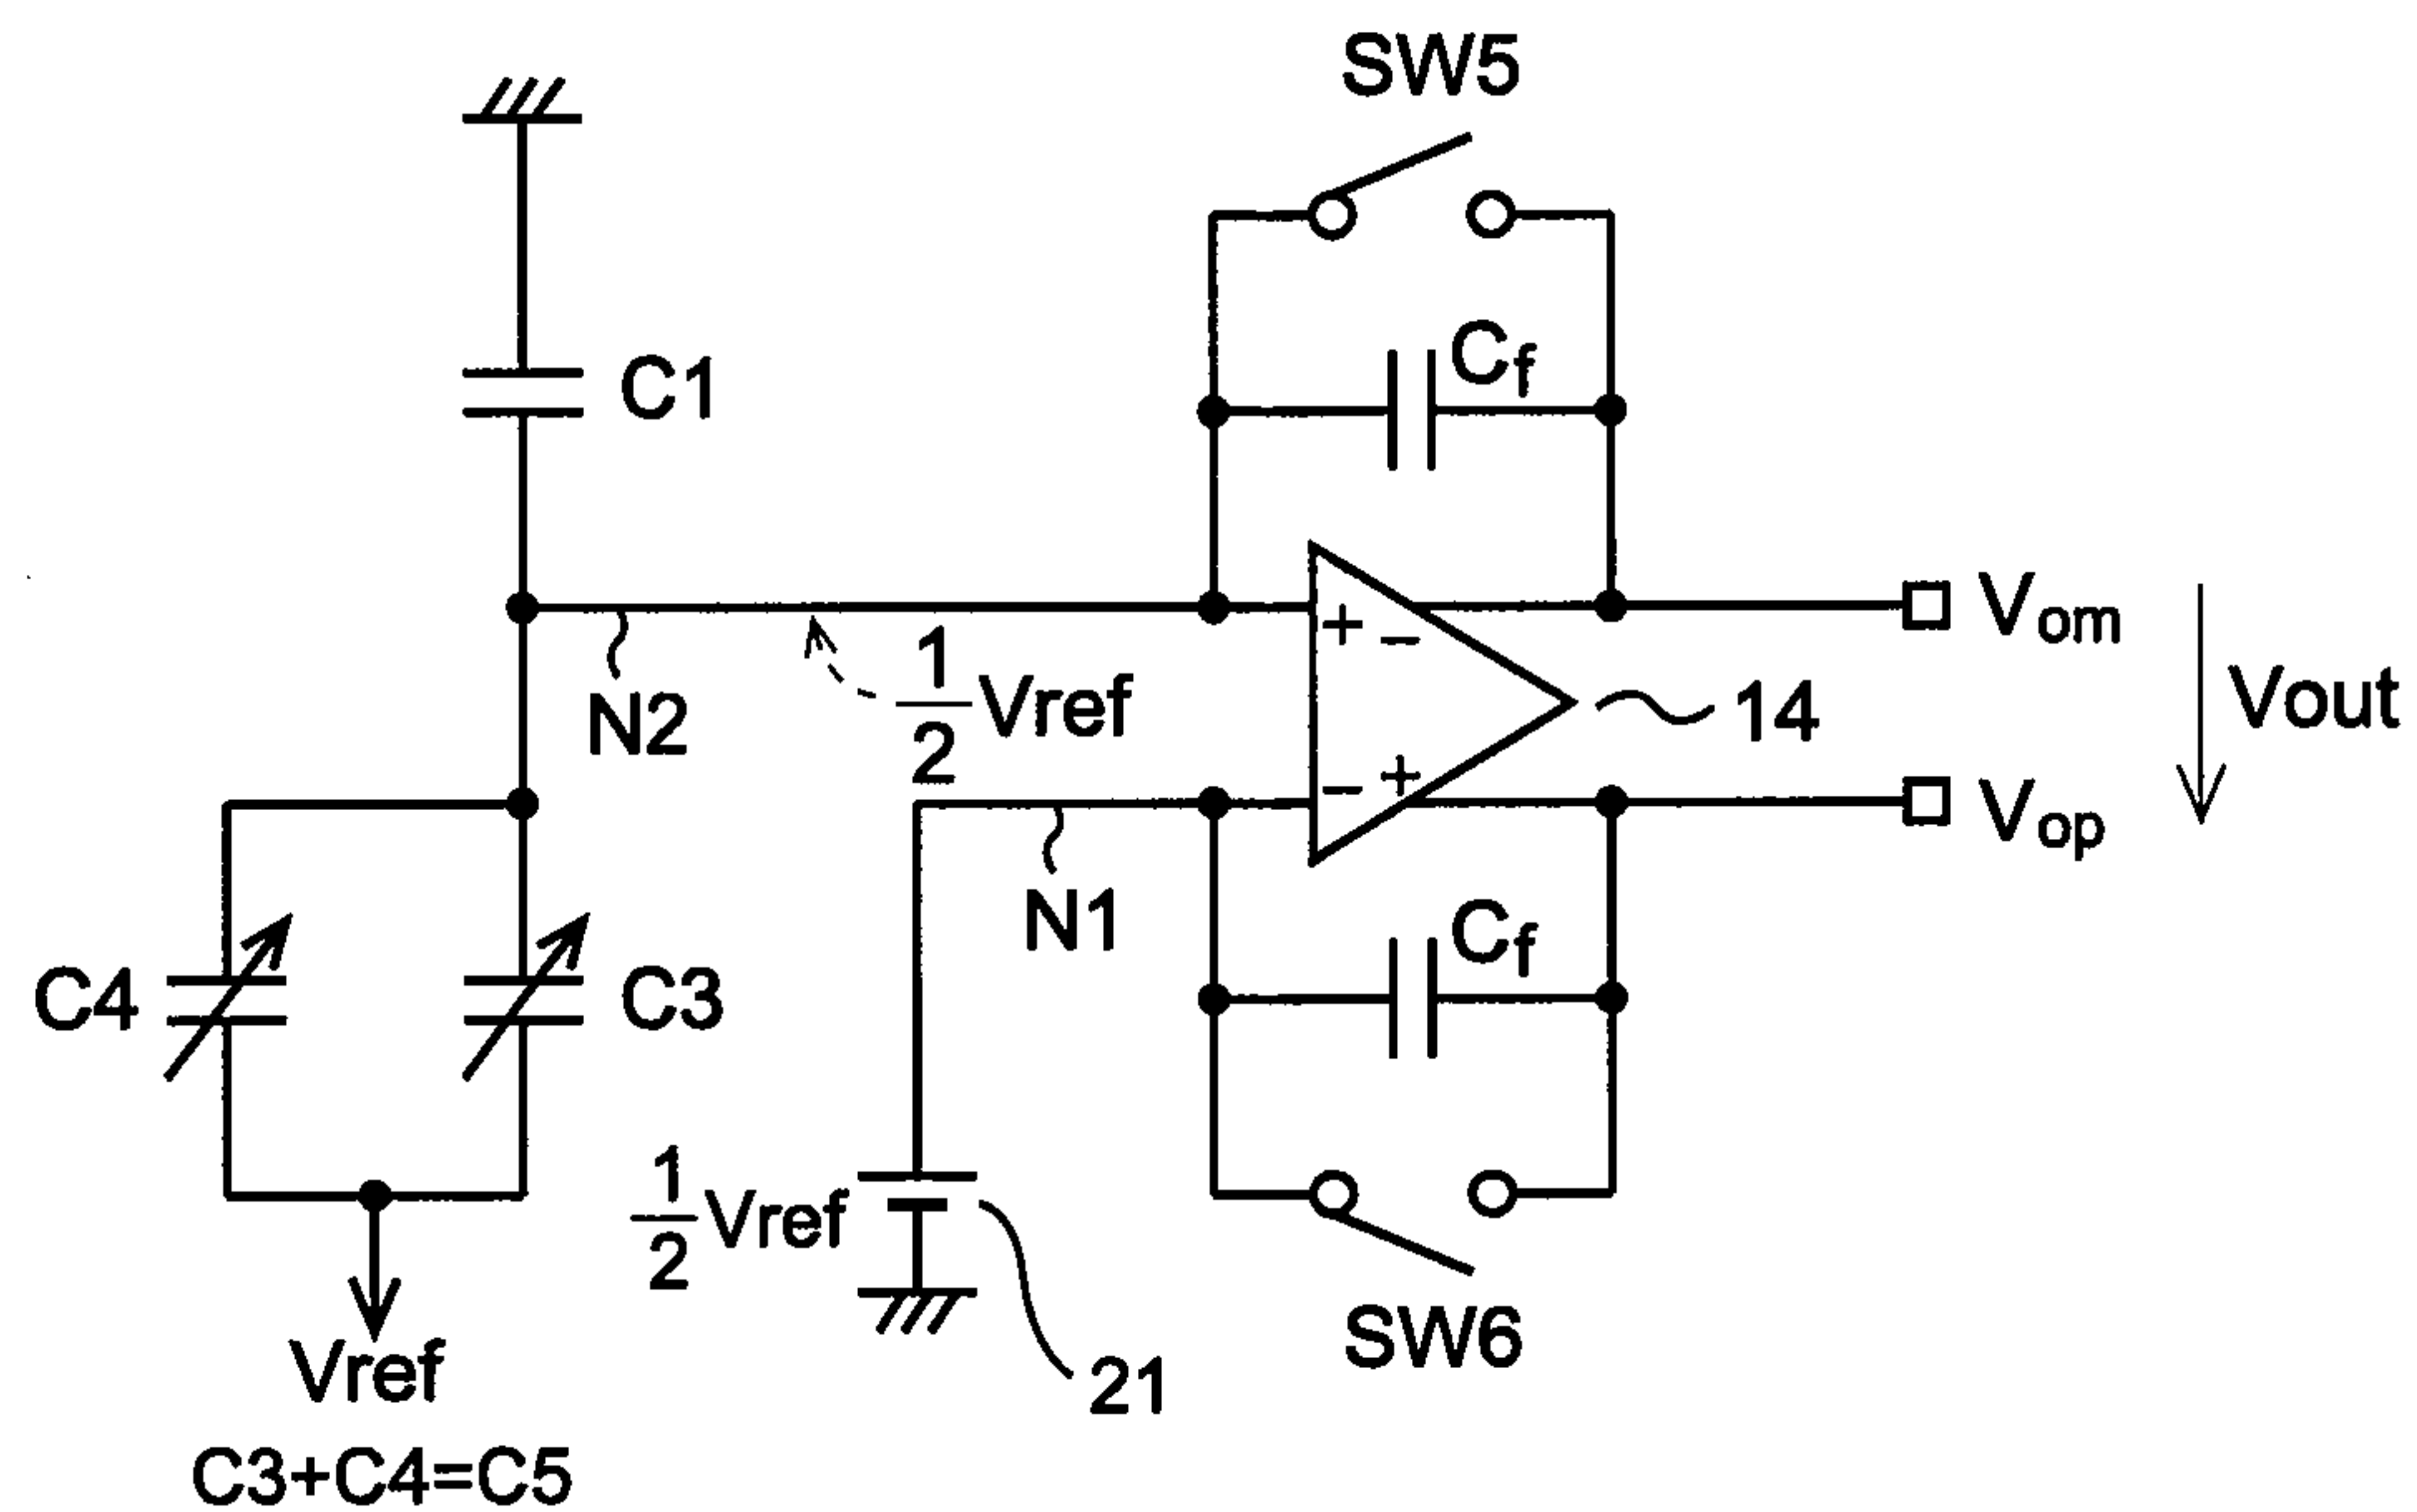 SW5
C1
Cf
+
−
Vom
N2
1/2 Vref
14
Vout
−
+
Vop
N1
C4
C3
Cf
1/2 Vref
Vref
21
SW6
C3+C4=C5